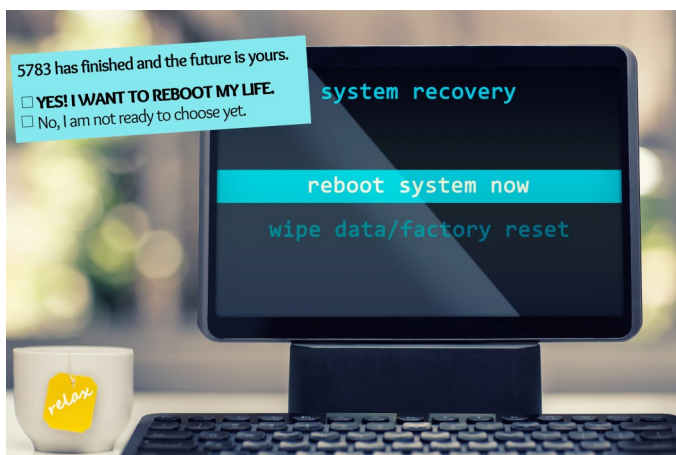 5783 has finished and the future is yours.
☐ YES! I WANT TO REBOOT MY LIFE.
☐ No, I am not ready to choose yet.
system recovery
reboot system now
wipe data/factory reset
relax